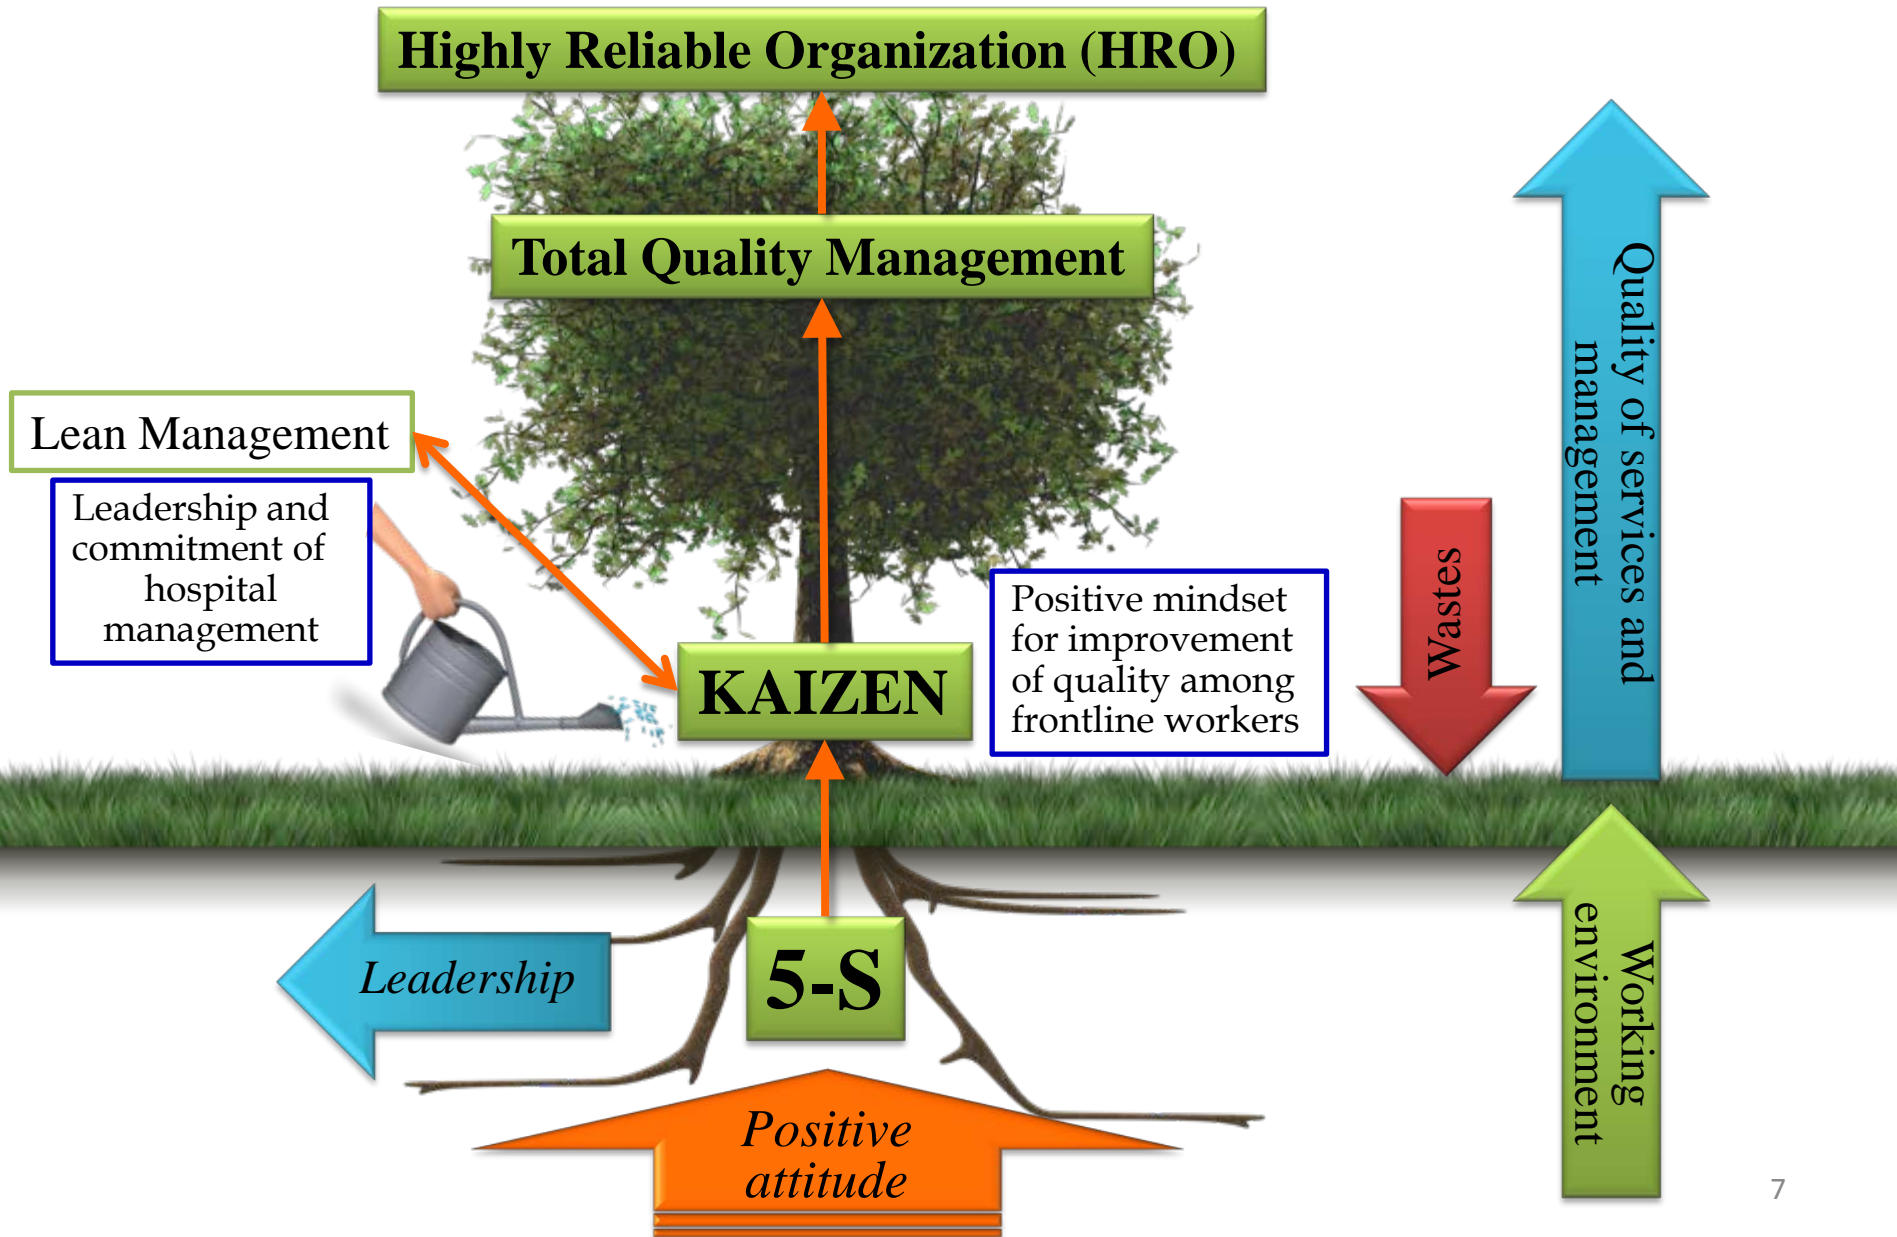 Highly Reliable Organization (HRO)
Total Quality Management
Lean Management
Leadership and
commitment of
hospital
management
KAIZEN
Positive mindset
for improvement
of quality among
frontline workers
Wastes
Quality of services and
management
Leadership
5-S
Positive
attitude
Working
environment
7